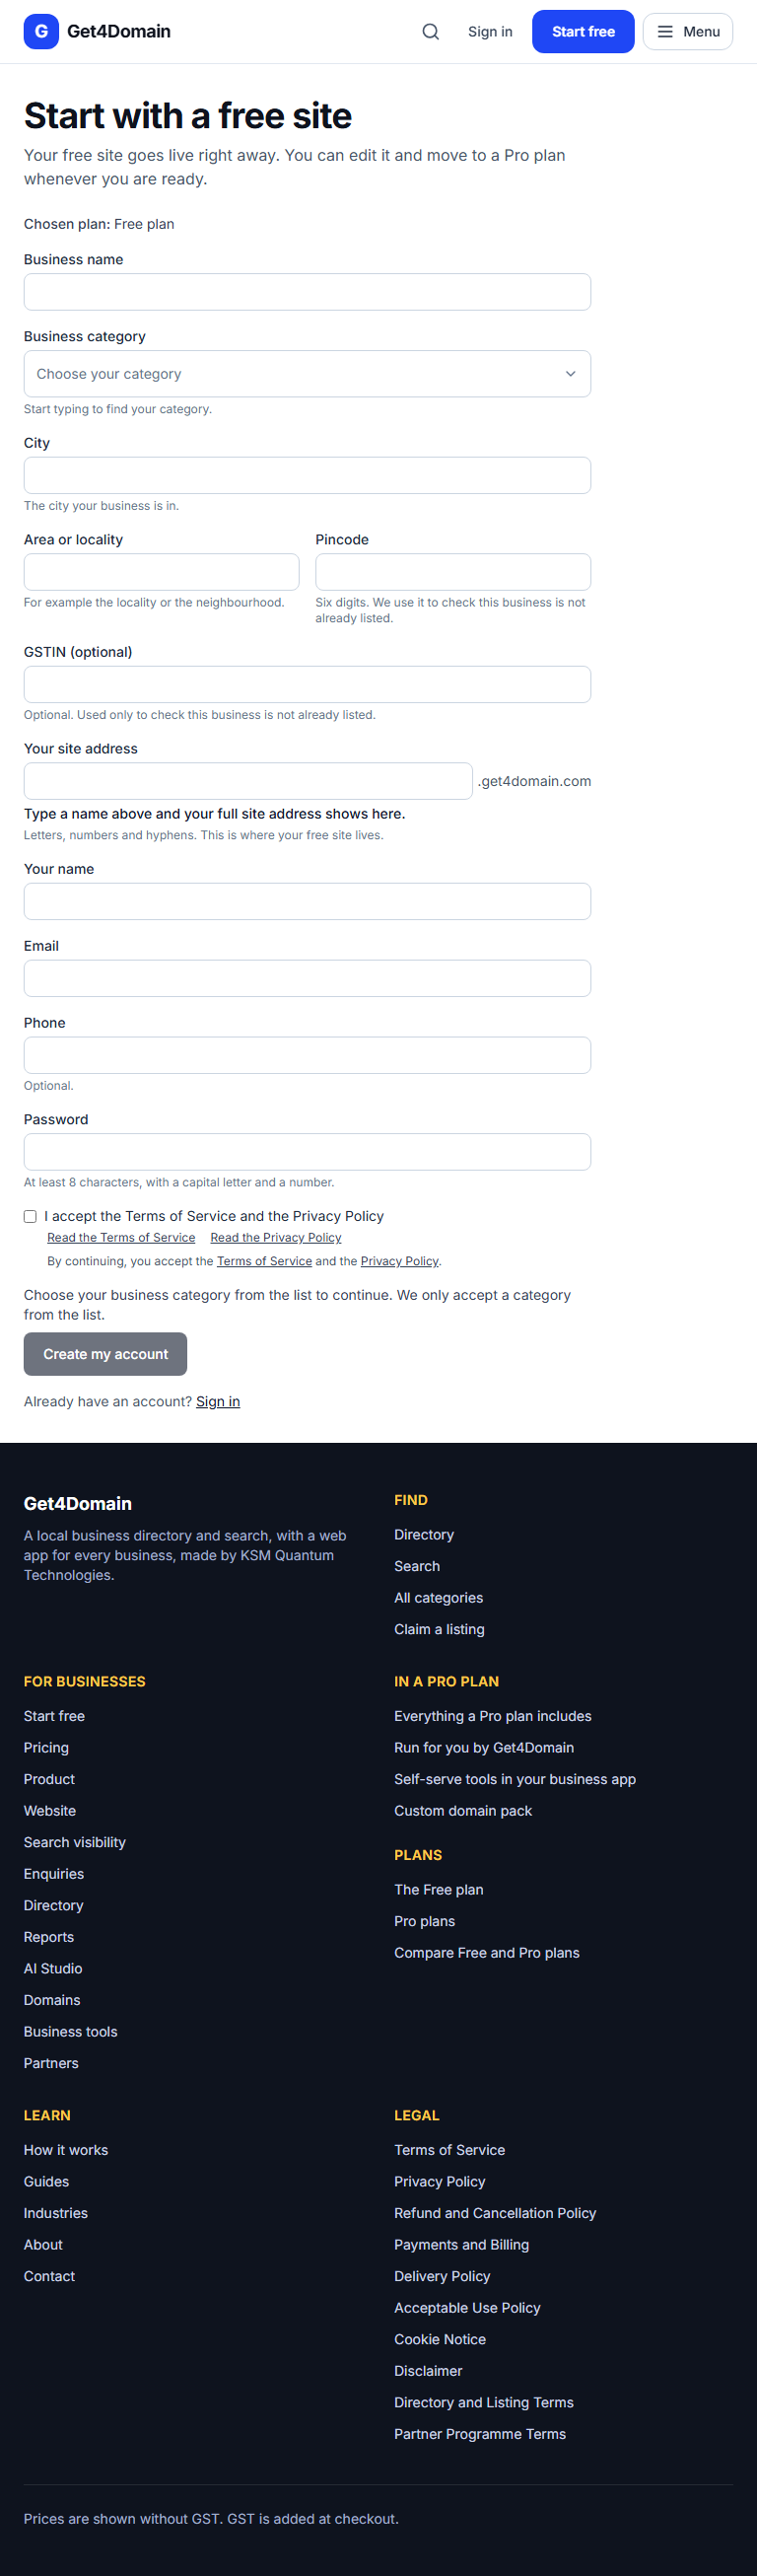 G Get4Domain
Sign in
Start free
Menu
Start with a free site
Your free site goes live right away. You can edit it and move to a Pro plan
whenever you are ready.
Chosen plan: Free plan
Business name
Business category
Choose your category
Start typing to find your category.
City
The city your business is in.
Area or locality
For example the locality or the neighbourhood.
Pincode
Six digits. We use it to check this business is not
already listed.
GSTIN (optional)
Optional. Used only to check this business is not already listed.
Your site address
.get4domain.com
Type a name above and your full site address shows here.
Letters, numbers and hyphens. This is where your free site lives.
Your name
Email
Phone
Optional.
Password
At least 8 characters, with a capital letter and a number.
I accept the Terms of Service and the Privacy Policy
Read the Terms of Service Read the Privacy Policy
By continuing, you accept the Terms of Service and the Privacy Policy.
Choose your business category from the list to continue. We only accept a category
from the list.
Create my account
Already have an account? Sign in
Get4Domain
A local business directory and search, with a web
app for every business, made by KSM Quantum
Technologies.
FIND
Directory
Search
All categories
Claim a listing
FOR BUSINESSES
Start free
Pricing
Product
Website
Search visibility
Enquiries
Directory
Reports
AI Studio
Domains
Business tools
Partners
IN A PRO PLAN
Everything a Pro plan includes
Run for you by Get4Domain
Self-serve tools in your business app
Custom domain pack
PLANS
The Free plan
Pro plans
Compare Free and Pro plans
LEARN
How it works
Guides
Industries
About
Contact
LEGAL
Terms of Service
Privacy Policy
Refund and Cancellation Policy
Payments and Billing
Delivery Policy
Acceptable Use Policy
Cookie Notice
Disclaimer
Directory and Listing Terms
Partner Programme Terms
Prices are shown without GST. GST is added at checkout.